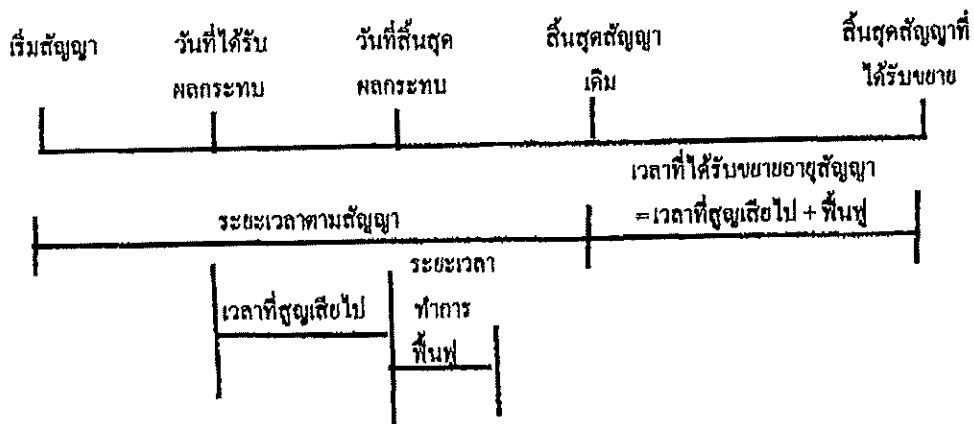 เริ่มสัญญา
วันที่ได้รับ
ผลกระทบ
วันที่สิ้นสุด
ผลกระทบ
สิ้นสุดสัญญา
เดิม
สิ้นสุดสัญญาที่
ได้รับขยาย
เวลาที่ได้รับขยายอายุสัญญา
=เวลาที่สูญเสียไป + ฟื้นฟู
ระยะเวลาตามสัญญา
เวลาที่สูญเสียไป
ระยะเวลา
ทำการ
ฟื้นฟู